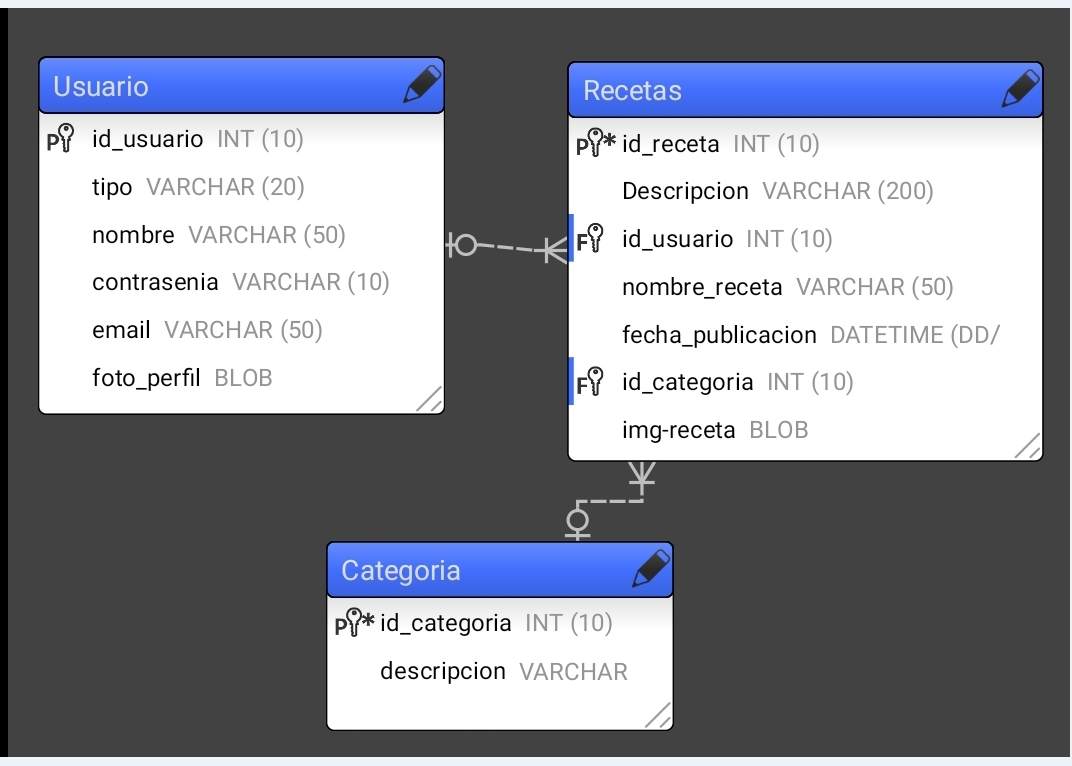 Usuario
P id_usuario INT (10)
tipo VARCHAR (20)
nombre VARCHAR (50)
contrasenia VARCHAR (10)
email VARCHAR (50)
foto_perfil BLOB
Recetas
P * id_receta INT (10)
Descripcion VARCHAR (200)
F id_usuario INT (10)
nombre_receta VARCHAR (50)
fecha_publicacion DATETIME (DD/
F id_categoria INT (10)
img-receta BLOB
Categoria
P * id_categoria INT (10)
descripcion VARCHAR